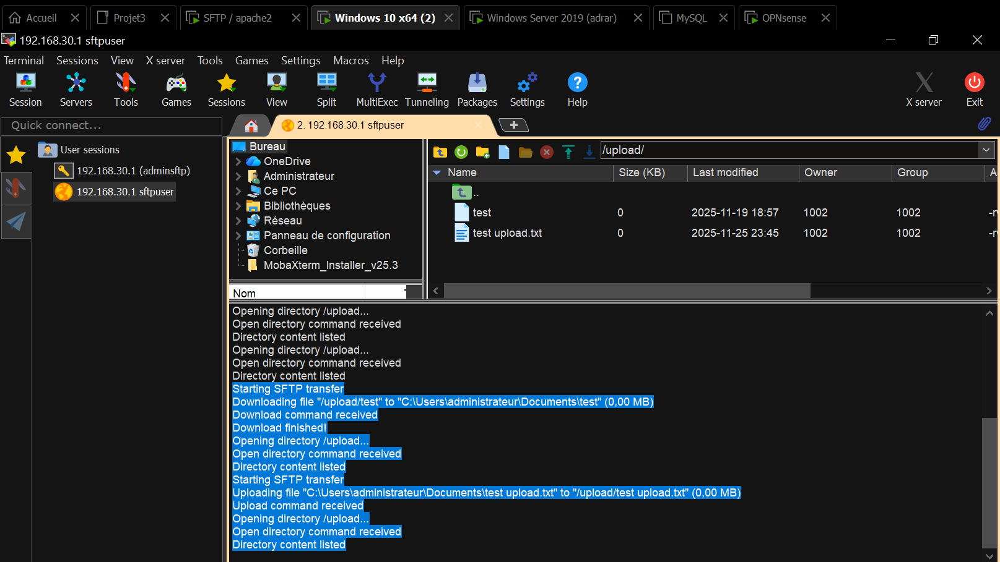 Accueil
Projet3
SFTP / apache2
Windows 10 x64 (2)
Windows Server 2019 (adrar)
MySQL
OPNsense
192.168.30.1 sftpuser
Terminal Sessions View X server Tools Games Settings Macros Help
Session Servers Tools Games Sessions View Split MultiExec Tunneling Packages Settings Help X server Exit
Quick connect...
2. 192.168.30.1 sftpuser
User sessions
192.168.30.1 (adminsftp)
192.168.30.1 sftpuser
Bureau
OneDrive
Administrateur
Ce PC
Bibliothèques
Réseau
Panneau de configuration
Corbeille
MobaXterm_Installer_v25.3
Nom
/upload/
Name Size (KB) Last modified Owner Group A
..
test 0 2025-11-19 18:57 1002 1002 -r
test upload.txt 0 2025-11-25 23:45 1002 1002 -r
Opening directory /upload...
Open directory command received
Directory content listed
Opening directory /upload...
Open directory command received
Directory content listed
Starting SFTP transfer
Downloading file "/upload/test" to "C:\Users\administrateur\Documents\test" (0,00 MB)
Download command received
Download finished!
Opening directory /upload...
Open directory command received
Directory content listed
Starting SFTP transfer
Uploading file "C:\Users\administrateur\Documents\test upload.txt" to "/upload/test upload.txt" (0,00 MB)
Upload command received
Opening directory /upload...
Open directory command received
Directory content listed